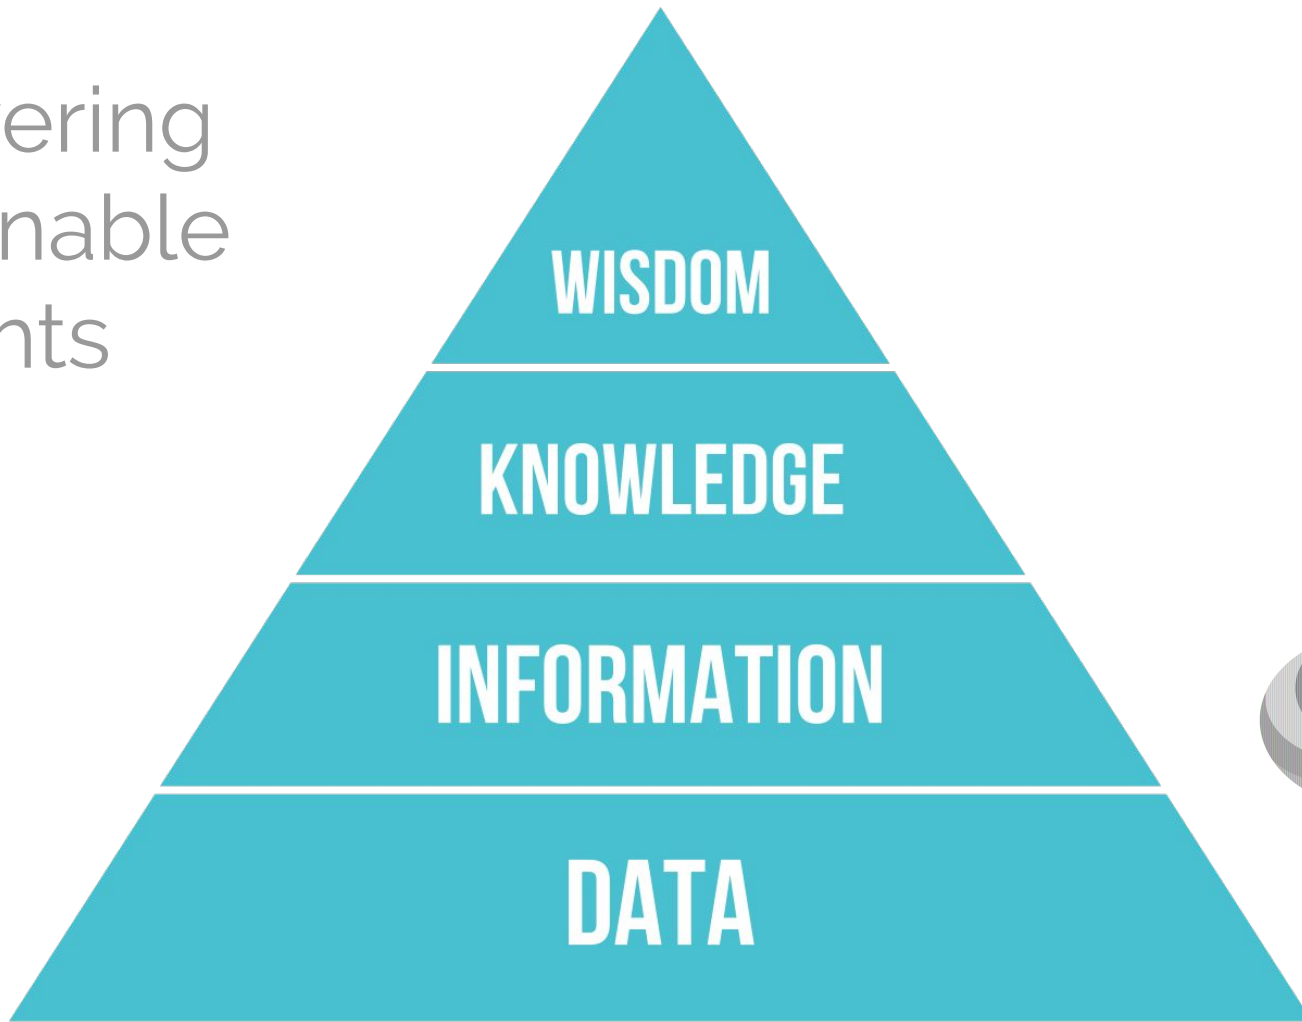 ering
nable
nts
WISDOM
KNOWLEDGE
INFORMATION
DATA